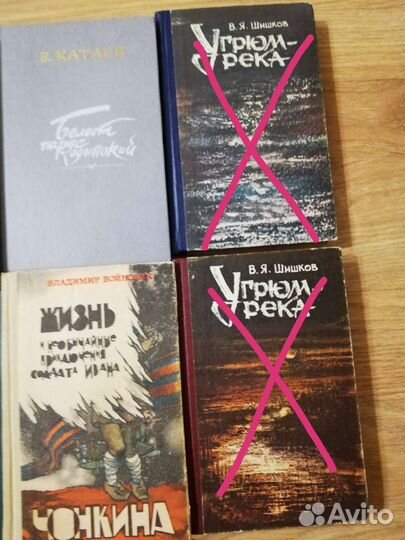 В. КАТАЕВ
Белеет
парус
одинокий
В. Я. Шишков
Угрюм-
река
ВЛАДИМИР ВОЙНОВИЧ
ЖИЗНЬ
и необычайные
приключения
солдата ивана
ЧОНКИНА
В. Я. Шишков
Угрюм-
река
Avito